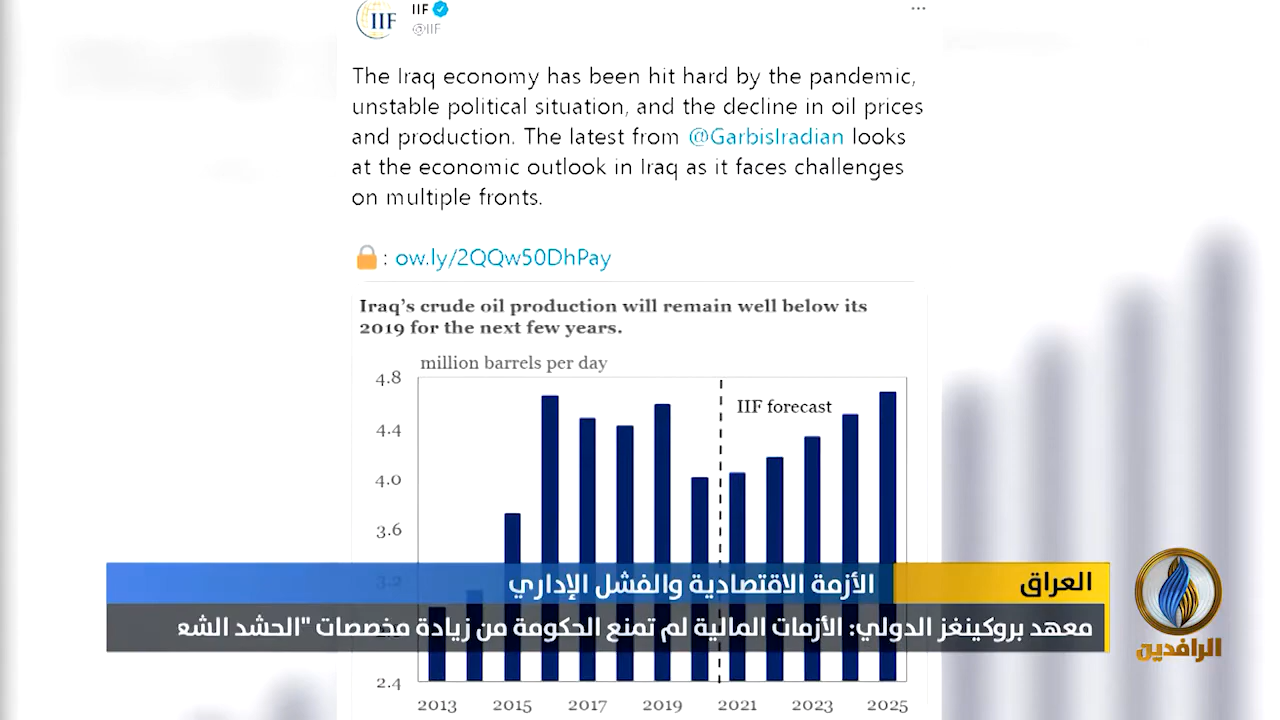 IIF
IIF
@IIF
The Iraq economy has been hit hard by the pandemic,
unstable political situation, and the decline in oil prices
and production. The latest from @GarbisIradian looks
at the economic outlook in Iraq as it faces challenges
on multiple fronts.
: ow.ly/2QQw50DhPay
Iraq's crude oil production will remain well below its
2019 for the next few years.
million barrels per day
4.8
IIF forecast
4.4
4.0
3.6
3.2
العراق
الأزمة الاقتصادية والفشل الإداري
معهد بروكينغز الدولي: الأزمات المالية لم تمنع الحكومة من زيادة مخصصات "الحشد الشع
الرافدين
2.4
2013 2015 2017 2019 2021 2023 2025